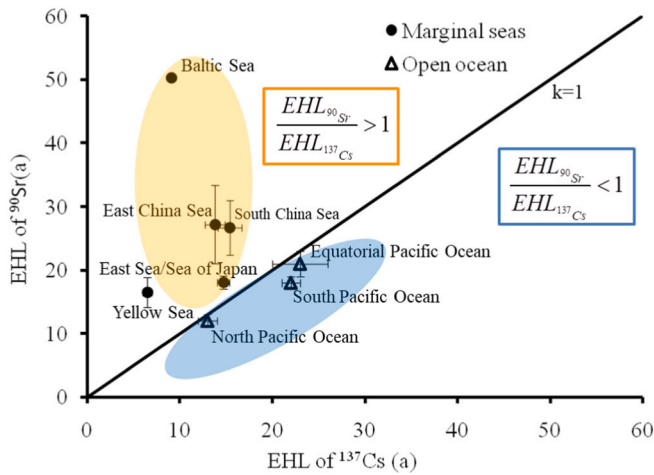 60
50
40
30
20
10
0
EHL of ⁹⁰Sr(a)
Marginal seas
Open ocean
Baltic Sea
k=1
EHL⁹⁰Sr / EHL¹³⁷Cs > 1
EHL⁹⁰Sr / EHL¹³⁷Cs < 1
East China Sea
South China Sea
Equatorial Pacific Ocean
East Sea/Sea of Japan
South Pacific Ocean
Yellow Sea
North Pacific Ocean
0 10 20 30 40 50 60
EHL of ¹³⁷Cs (a)